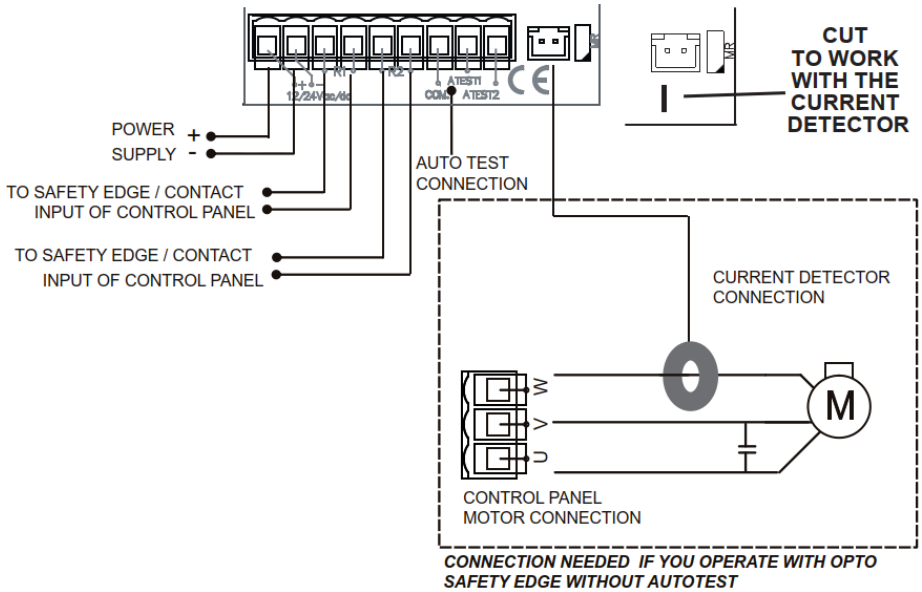 CUT
TO WORK
WITH THE
CURRENT
DETECTOR
MR
MR
R1
R2
ATEST1
+ -
12/24Vac/dc
COM.
ATEST2
CE
POWER +
SUPPLY -
AUTO TEST
CONNECTION
TO SAFETY EDGE / CONTACT
INPUT OF CONTROL PANEL
TO SAFETY EDGE / CONTACT
INPUT OF CONTROL PANEL
CURRENT DETECTOR
CONNECTION
W
V
U
M
CONTROL PANEL
MOTOR CONNECTION
CONNECTION NEEDED IF YOU OPERATE WITH OPTO
SAFETY EDGE WITHOUT AUTOTEST